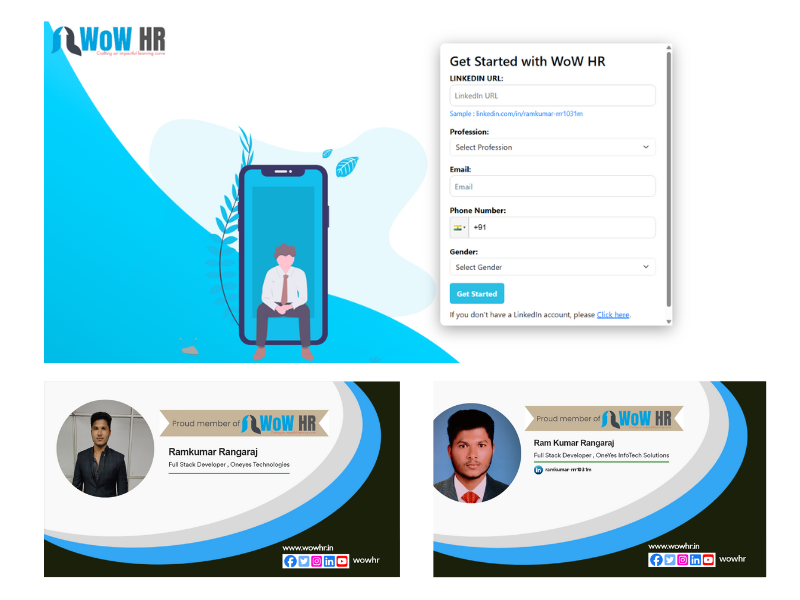 WoW HR
Crafting an impactful learning curve
Get Started with WoW HR
LINKEDIN URL:
LinkedIn URL
Sample : linkedin.com/in/ramkumar-rrr1031m
Profession:
Select Profession
Email:
Email
Phone Number:
+91
Gender:
Select Gender
Get Started
If you don't have a LinkedIn account, please Click here.
Proud member of WoW HR
Ramkumar Rangaraj
Full Stack Developer , Oneyes Technologies
www.wowhr.in
wowhr
Proud member of WoW HR
Ram Kumar Rangaraj
Full Stack Developer , OneYes InfoTech Solutions
in ramkumar-rrr1031m
www.wowhr.in
wowhr